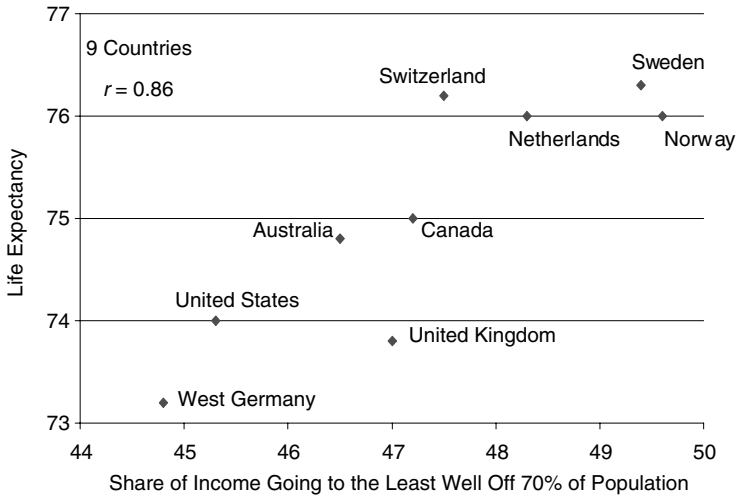 77
9 Countries
r = 0.86
Sweden
Switzerland
76
Netherlands
Norway
Life Expectancy
75
Australia
Canada
United States
74
United Kingdom
West Germany
73
44 45 46 47 48 49 50
Share of Income Going to the Least Well Off 70% of Population